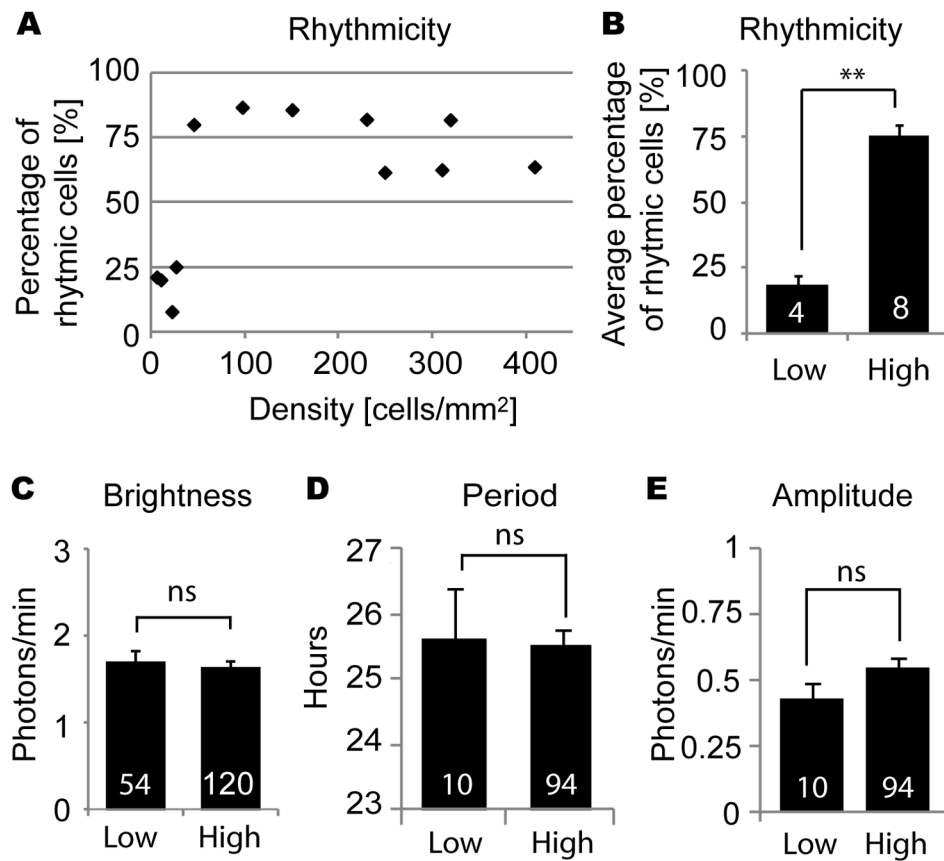 A
Rhythmicity
Percentage of
rhytmic cells [%]
100
75
50
25
0
0 100 200 300 400
Density [cells/mm²]
B
Rhythmicity
Average percentage
of rhytmic cells [%]
100
75
50
25
0
**
4
8
Low High
C
Brightness
Photons/min
3
2
1
0
ns
54
120
Low High
D
Period
Hours
27
26
25
24
23
ns
10
94
Low High
E
Amplitude
Photons/min
1
0.75
0.5
0.25
0
ns
10
94
Low High